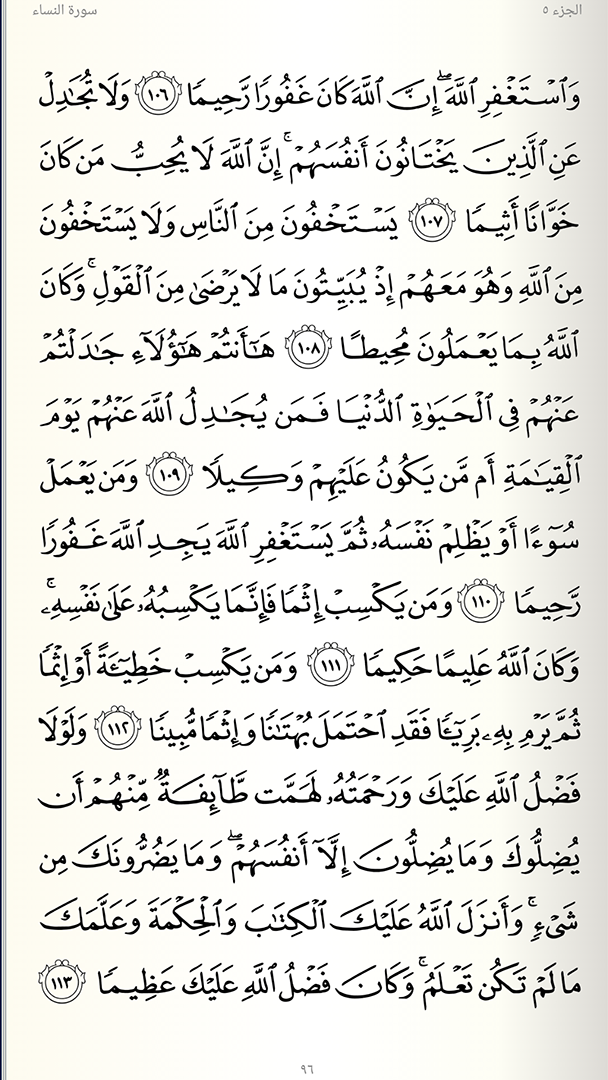 الجزء ٥
سورة النساء
وَٱسْتَغْفِرِ ٱللَّهَ ۖ إِنَّ ٱللَّهَ كَانَ غَفُورًا رَّحِيمًا ١٠٦ وَلَا تُجَٰدِلْ
عَنِ ٱلَّذِينَ يَخْتَانُونَ أَنفُسَهُمْ ۚ إِنَّ ٱللَّهَ لَا يُحِبُّ مَن كَانَ
خَوَّانًا أَثِيمًا ١٠٧ يَسْتَخْفُونَ مِنَ ٱلنَّاسِ وَلَا يَسْتَخْفُونَ
مِنَ ٱللَّهِ وَهُوَ مَعَهُمْ إِذْ يُبَيِّتُونَ مَا لَا يَرْضَىٰ مِنَ ٱلْقَوْلِ ۚ وَكَانَ
ٱللَّهُ بِمَا يَعْمَلُونَ مُحِيطًا ١٠٨ هَٰٓأَنتُمْ هَٰٓؤُلَآءِ جَٰدَلْتُمْ
عَنْهُمْ فِى ٱلْحَيَوٰةِ ٱلدُّنْيَا فَمَن يُجَٰدِلُ ٱللَّهَ عَنْهُمْ يَوْمَ
ٱلْقِيَٰمَةِ أَم مَّن يَكُونُ عَلَيْهِمْ وَكِيلًا ١٠٩ وَمَن يَعْمَلْ
سُوٓءًا أَوْ يَظْلِمْ نَفْسَهُۥ ثُمَّ يَسْتَغْفِرِ ٱللَّهَ يَجِدِ ٱللَّهَ غَفُورًا
رَّحِيمًا ١١٠ وَمَن يَكْسِبْ إِثْمًا فَإِنَّمَا يَكْسِبُهُۥ عَلَىٰ نَفْسِهِۦ ۚ
وَكَانَ ٱللَّهُ عَلِيمًا حَكِيمًا ١١١ وَمَن يَكْسِبْ خَطِيٓـَٔةً أَوْ إِثْمًا
ثُمَّ يَرْمِ بِهِۦ بَرِيٓـًٔا فَقَدِ ٱحْتَمَلَ بُهْتَٰنًا وَإِثْمًا مُّبِينًا ١١٢ وَلَوْلَا
فَضْلُ ٱللَّهِ عَلَيْكَ وَرَحْمَتُهُۥ لَهَمَّت طَّآئِفَةٌ مِّنْهُمْ أَن
يُضِلُّوكَ وَمَا يُضِلُّونَ إِلَّآ أَنفُسَهُمْ ۖ وَمَا يَضُرُّونَكَ مِن
شَىْءٍ ۚ وَأَنزَلَ ٱللَّهُ عَلَيْكَ ٱلْكِتَٰبَ وَٱلْحِكْمَةَ وَعَلَّمَكَ
مَا لَمْ تَكُن تَعْلَمُ ۚ وَكَانَ فَضْلُ ٱللَّهِ عَلَيْكَ عَظِيمًا ١١٣
٩٦